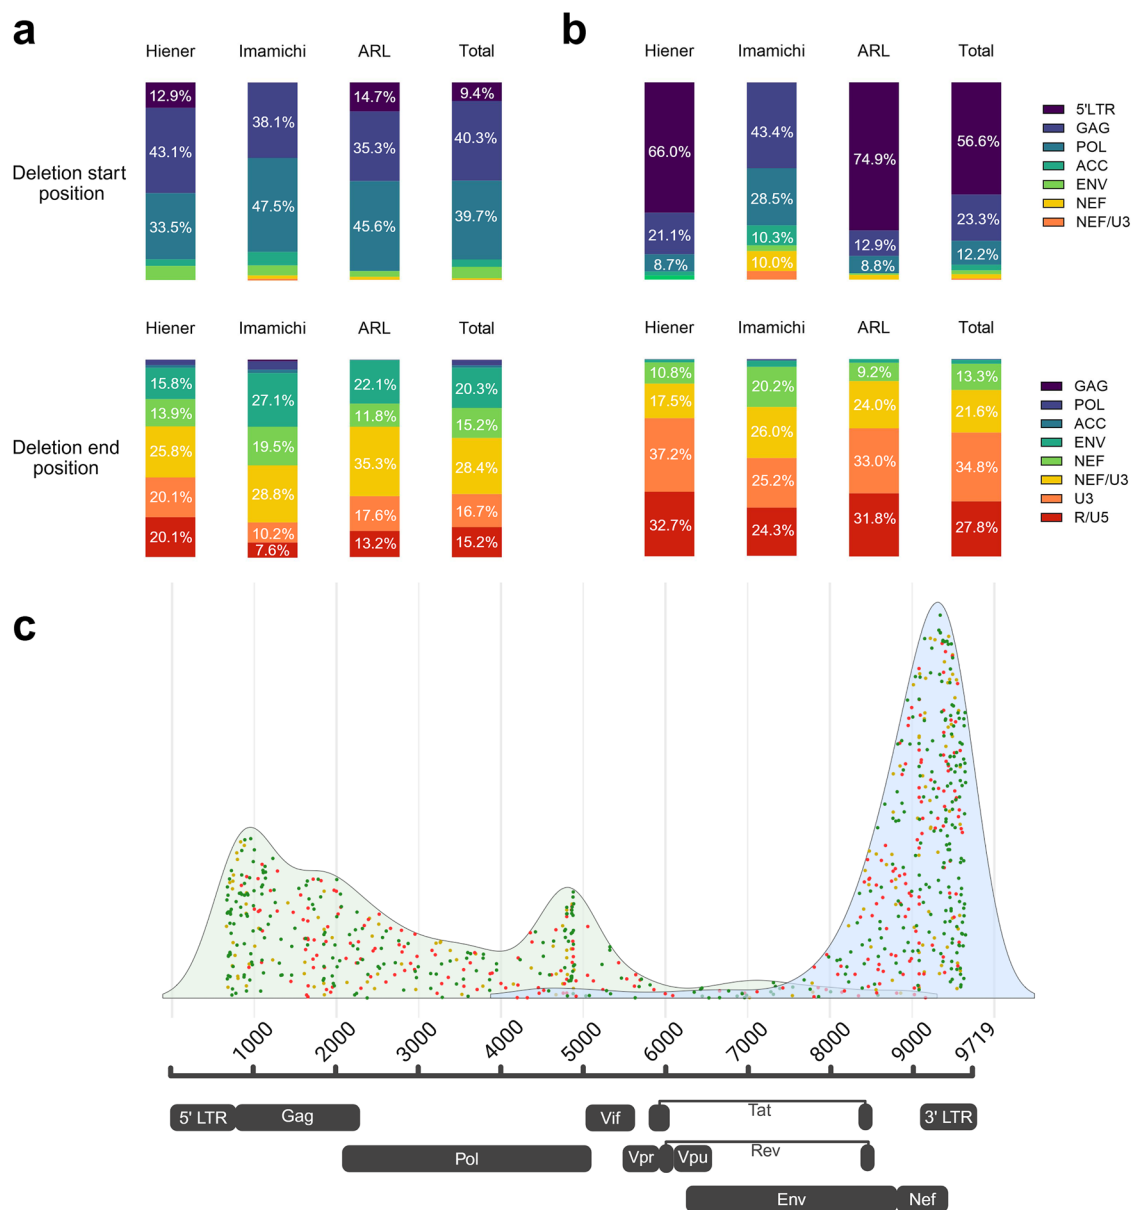 a
b
Hiener Imamichi ARL Total
Hiener Imamichi ARL Total
Deletion start
position
12.9%
43.1%
33.5%
38.1%
47.5%
14.7%
35.3%
45.6%
9.4%
40.3%
39.7%
66.0%
21.1%
8.7%
43.4%
28.5%
10.3%
10.0%
74.9%
12.9%
8.8%
56.6%
23.3%
12.2%
5'LTR
GAG
POL
ACC
ENV
NEF
NEF/U3
Hiener Imamichi ARL Total
Hiener Imamichi ARL Total
Deletion end
position
15.8%
13.9%
25.8%
20.1%
20.1%
27.1%
19.5%
28.8%
10.2%
7.6%
22.1%
11.8%
35.3%
17.6%
13.2%
20.3%
15.2%
28.4%
16.7%
15.2%
10.8%
17.5%
37.2%
32.7%
20.2%
26.0%
25.2%
24.3%
9.2%
24.0%
33.0%
31.8%
13.3%
21.6%
34.8%
27.8%
GAG
POL
ACC
ENV
NEF
NEF/U3
U3
R/U5
c
1000 2000 3000 4000 5000 6000 7000 8000 9000 9719
5' LTR Gag Vif Tat 3' LTR
Pol Vpr Vpu Rev
Env Nef